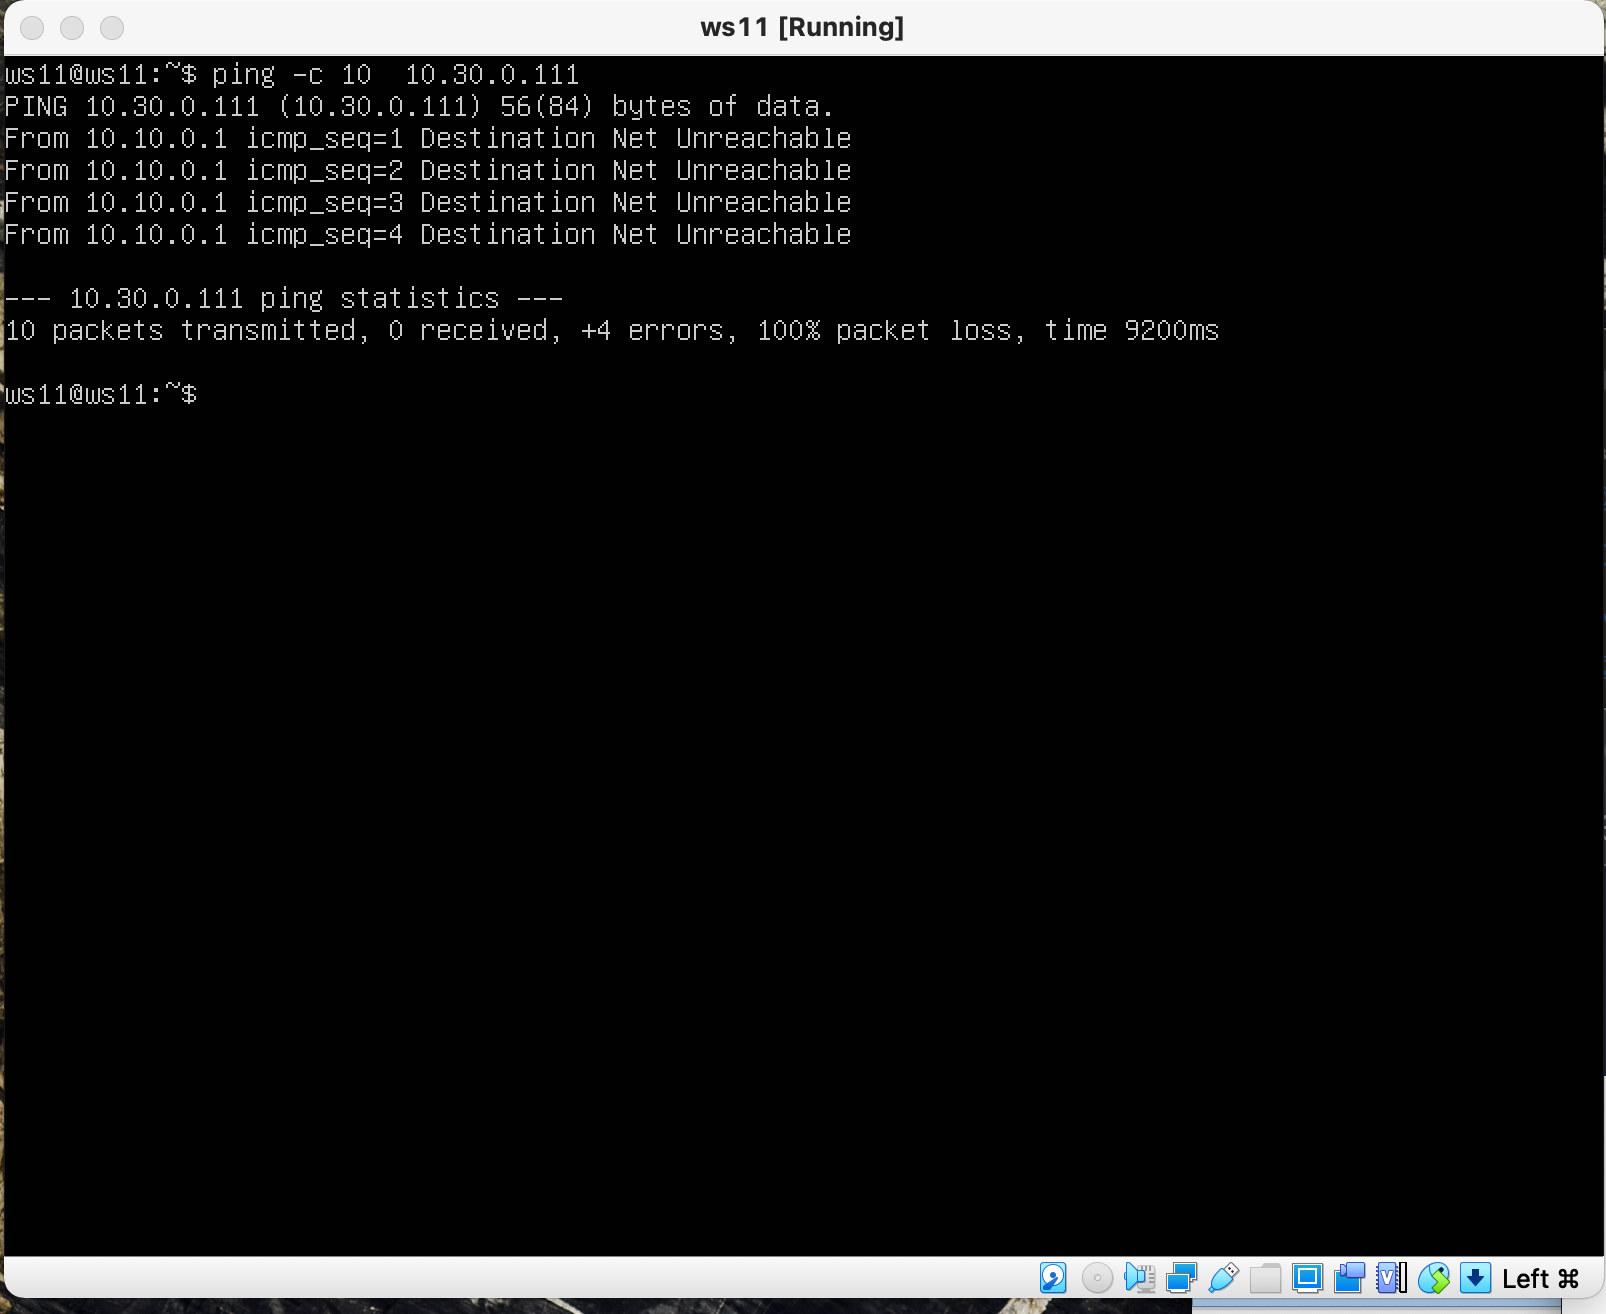 ws11 [Running]
ws11@ws11:~$ ping -c 10  10.30.0.111
PING 10.30.0.111 (10.30.0.111) 56(84) bytes of data.
From 10.10.0.1 icmp_seq=1 Destination Net Unreachable
From 10.10.0.1 icmp_seq=2 Destination Net Unreachable
From 10.10.0.1 icmp_seq=3 Destination Net Unreachable
From 10.10.0.1 icmp_seq=4 Destination Net Unreachable
--- 10.30.0.111 ping statistics ---
10 packets transmitted, 0 received, +4 errors, 100% packet loss, time 9200ms
ws11@ws11:~$
Left ⌘